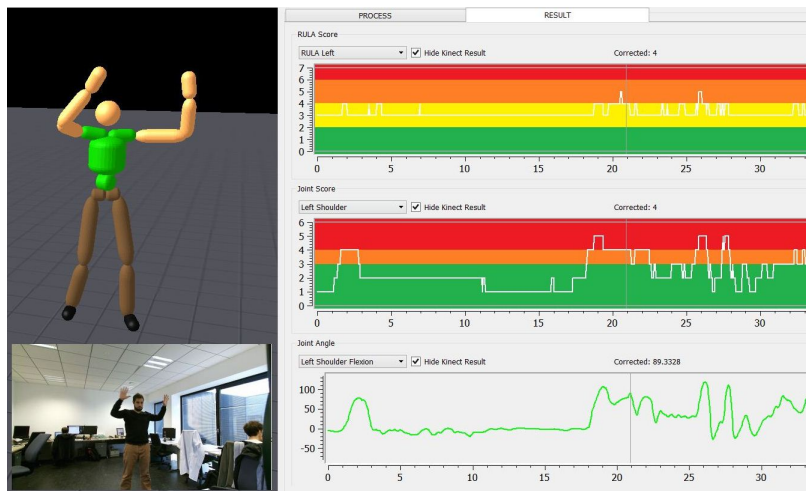 PROCESS RESULT
RULA Score
RULA Left Hide Kinect Result Corrected: 4
7
6
5
4
3
2
1
0
0 5 10 15 20 25 30
Joint Score
Left Shoulder Hide Kinect Result Corrected: 4
6
5
4
3
2
1
0
0 5 10 15 20 25 30
Joint Angle
Left Shoulder Flexion Hide Kinect Result Corrected: 89.3328
100
50
0
-50
0 5 10 15 20 25 30